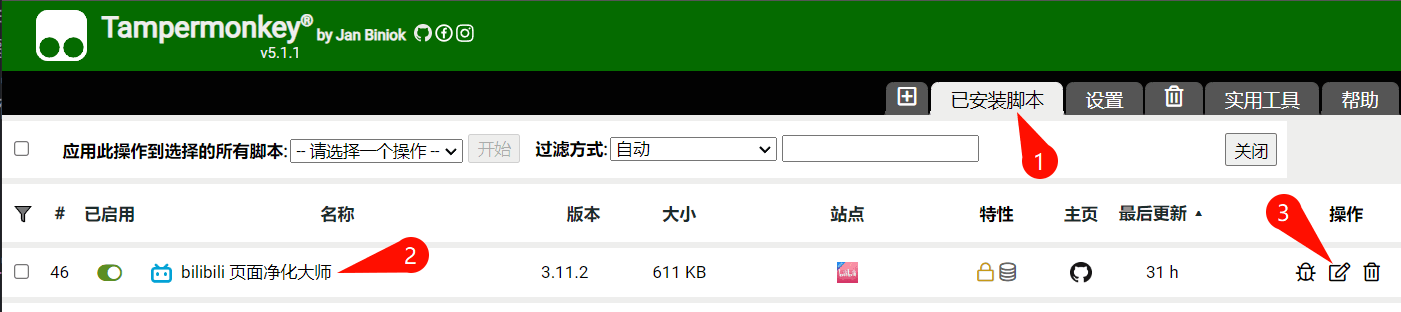 Tampermonkey® by Jan Biniok
v5.1.1
已安装脚本 设置 实用工具 帮助
应用此操作到选择的所有脚本: -- 请选择一个操作 -- 开始 过滤方式: 自动 关闭
1
# 已启用 名称 版本 大小 站点 特性 主页 最后更新 ▲ 操作
3
46 bilibili 页面净化大师 2 3.11.2 611 KB 31 h